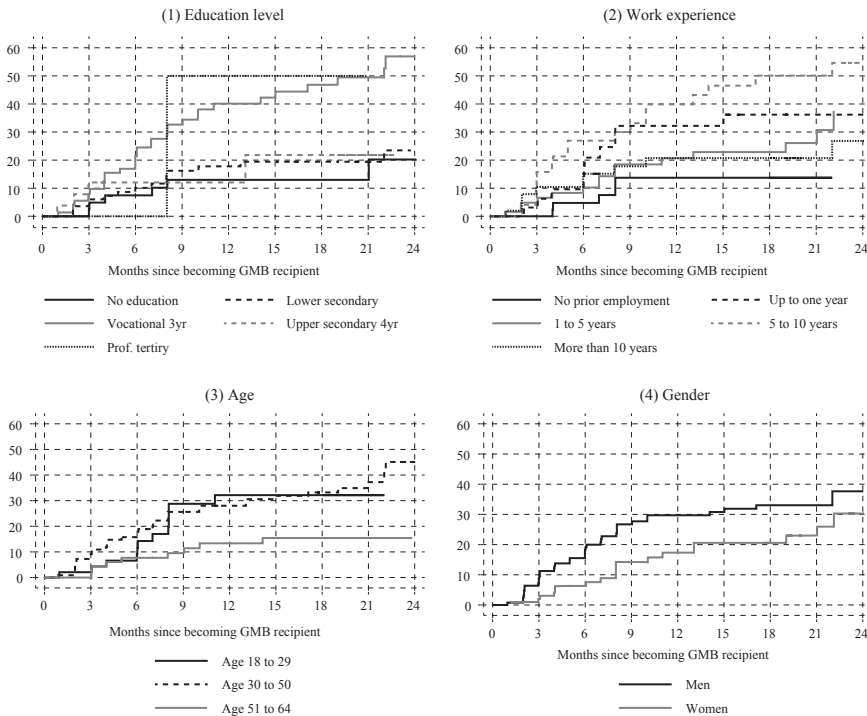 (1) Education level
60
50
40
30
20
10
0
0 3 6 9 12 15 18 21 24
Months since becoming GMB recipient
No education
Lower secondary
Vocational 3yr
Upper secondary 4yr
Prof. tertiry
(2) Work experience
60
50
40
30
20
10
0
0 3 6 9 12 15 18 21 24
Months since becoming GMB recipient
No prior employment
Up to one year
1 to 5 years
5 to 10 years
More than 10 years
(3) Age
60
50
40
30
20
10
0
0 3 6 9 12 15 18 21 24
Months since becoming GMB recipient
Age 18 to 29
Age 30 to 50
Age 51 to 64
(4) Gender
60
50
40
30
20
10
0
0 3 6 9 12 15 18 21 24
Months since becoming GMB recipient
Men
Women